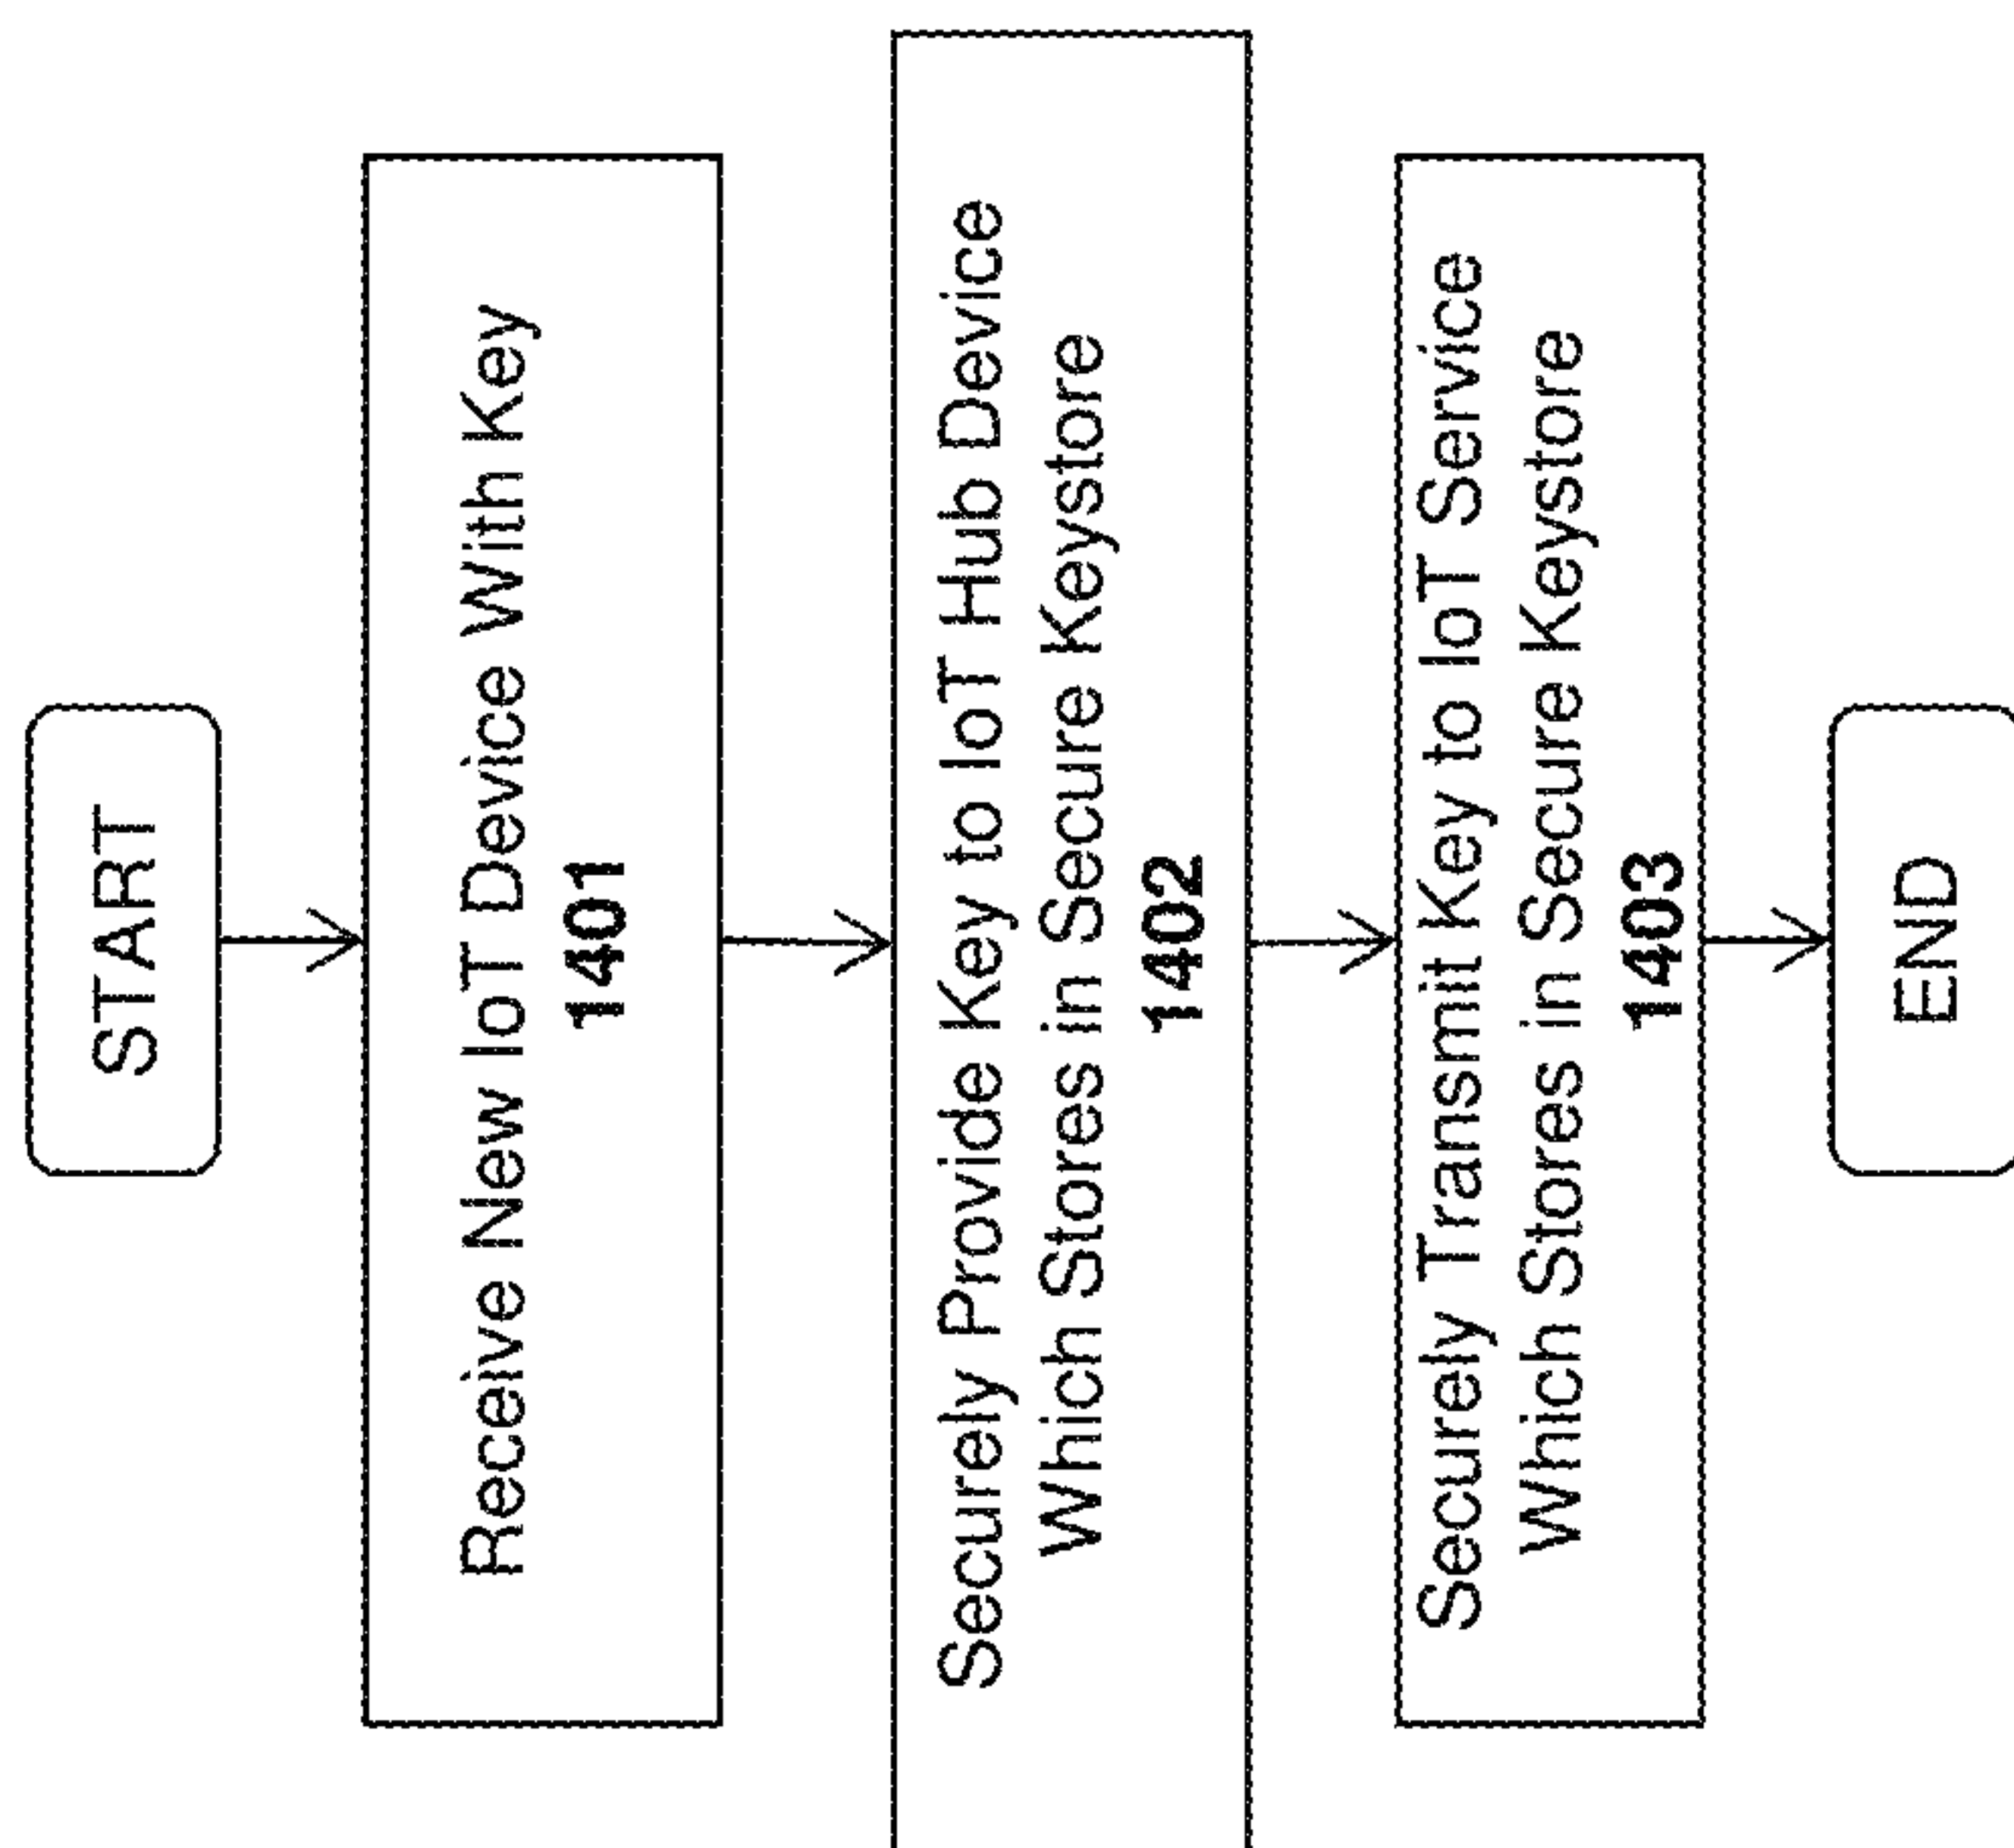 START
Receive New IoT Device With Key
1401
Securely Provide Key to IoT Hub Device
Which Stores in Secure Keystore
1402
Securely Transmit Key to IoT Service
Which Stores in Secure Keystore
1403
END